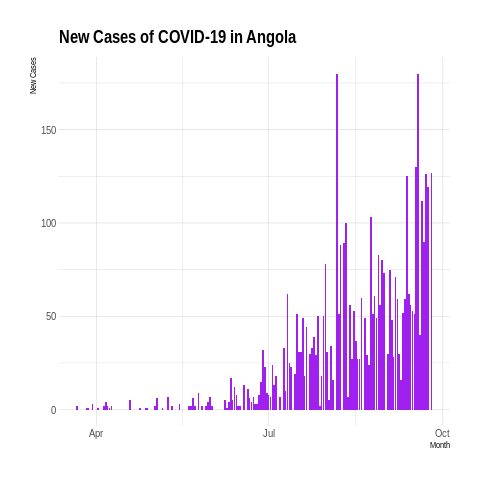 New Cases of COVID-19 in Angola
New Cases
150
100
50
0
Apr Jul Oct
Month